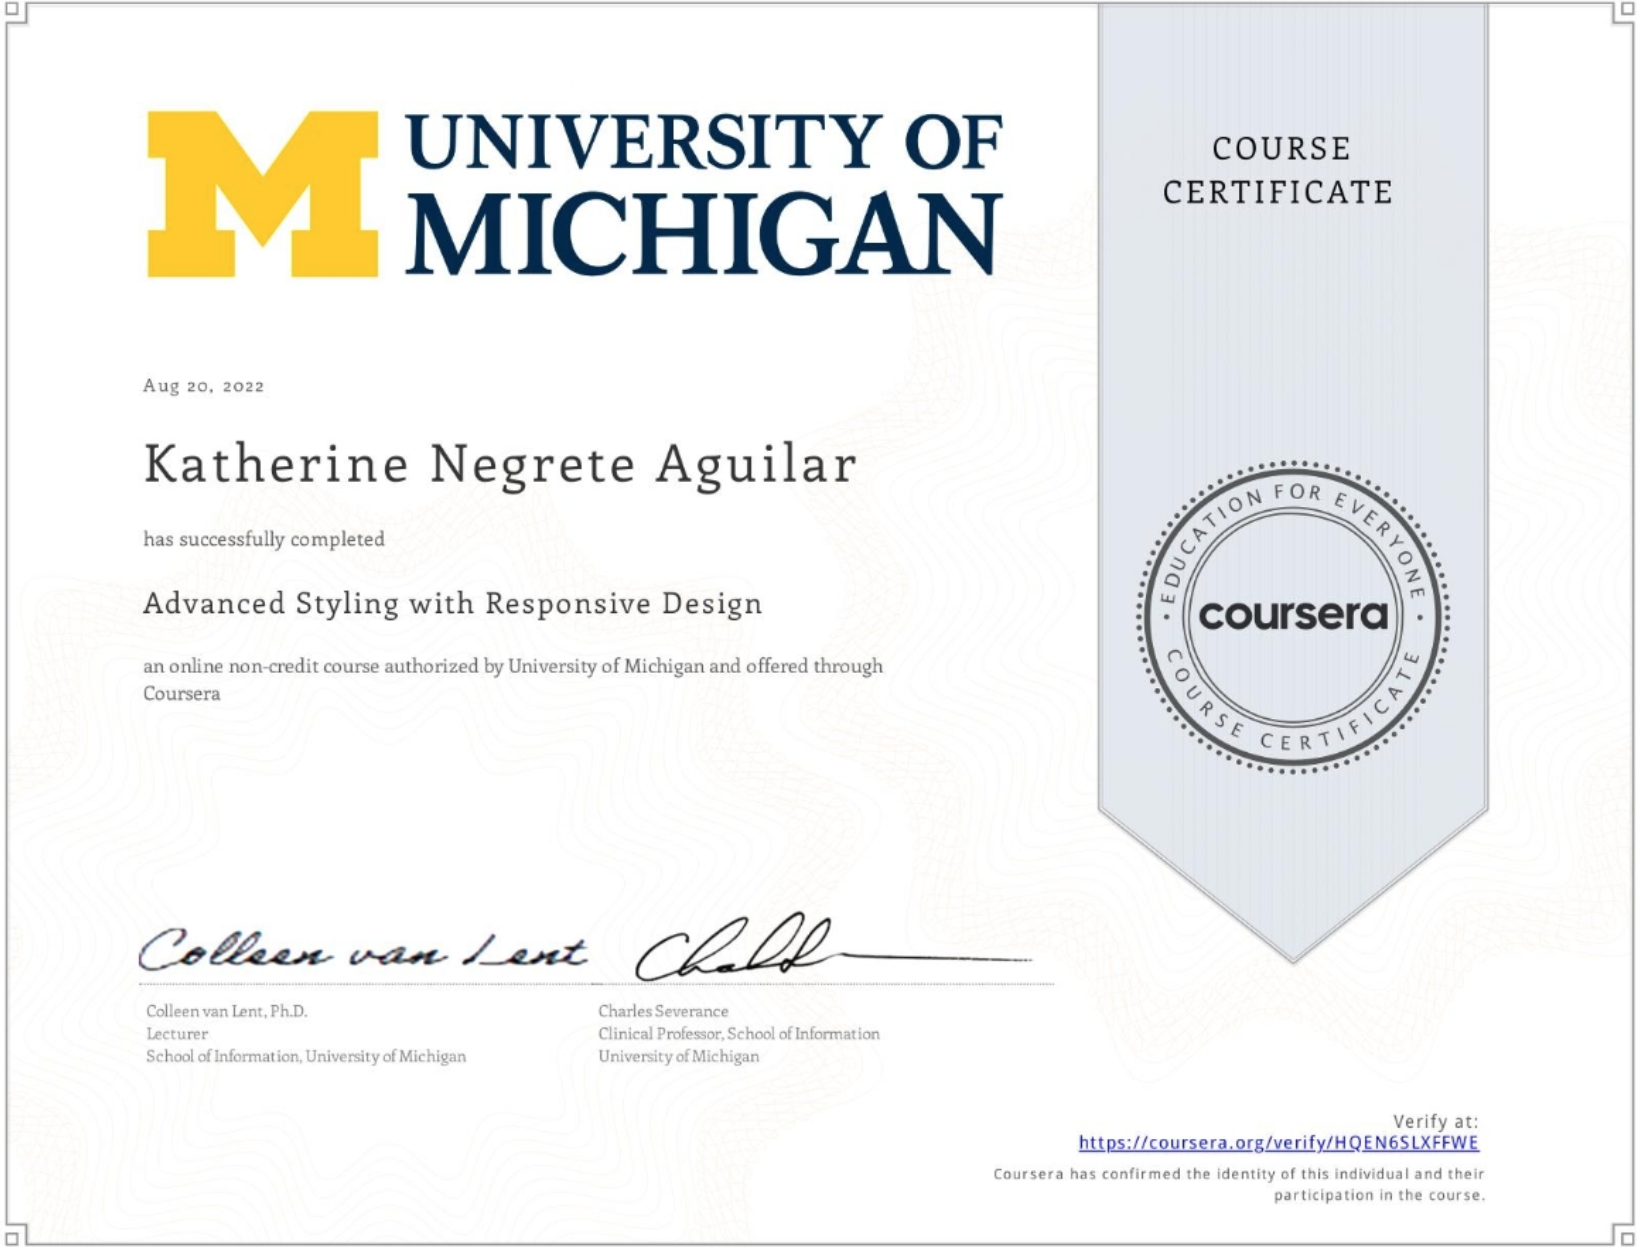 M
UNIVERSITY OF
MICHIGAN
COURSE
CERTIFICATE
Aug 20, 2022
Katherine Negrete Aguilar
has successfully completed
Advanced Styling with Responsive Design
an online non-credit course authorized by University of Michigan and offered through
Coursera
EDUCATION FOR EVERYONE
coursera
COURSE CERTIFICATE
Colleen van Lent
Colleen van Lent, Ph.D.
Lecturer
School of Information, University of Michigan
Charles Severance
Clinical Professor, School of Information
University of Michigan
Verify at:
https://coursera.org/verify/HQEN6SLXFFWE
Coursera has confirmed the identity of this individual and their
participation in the course.